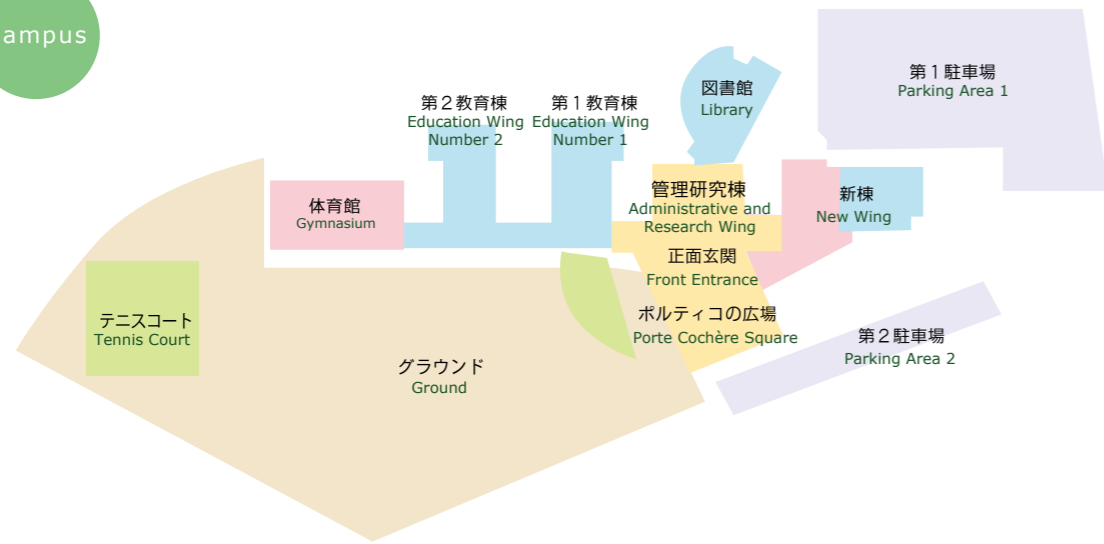 ampus
第1駐車場
Parking Area 1
図書館
Library
第2教育棟
Education Wing
Number 2
第1教育棟
Education Wing
Number 1
管理研究棟
Administrative and
Research Wing
新棟
New Wing
体育館
Gymnasium
正面玄関
Front Entrance
ポルティコの広場
Porte Cochère Square
テニスコート
Tennis Court
第2駐車場
Parking Area 2
グラウンド
Ground